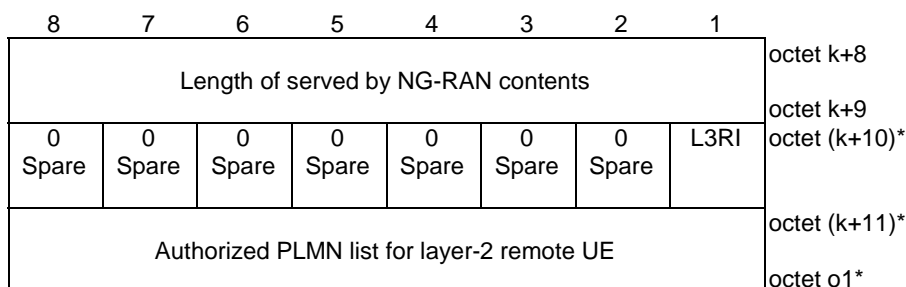 8 7 6 5 4 3 2 1
octet k+8
Length of served by NG-RAN contents
octet k+9
0 0 0 0 0 0 0 L3RI octet (k+10)*
Spare Spare Spare Spare Spare Spare Spare
octet (k+11)*
Authorized PLMN list for layer-2 remote UE
octet o1*